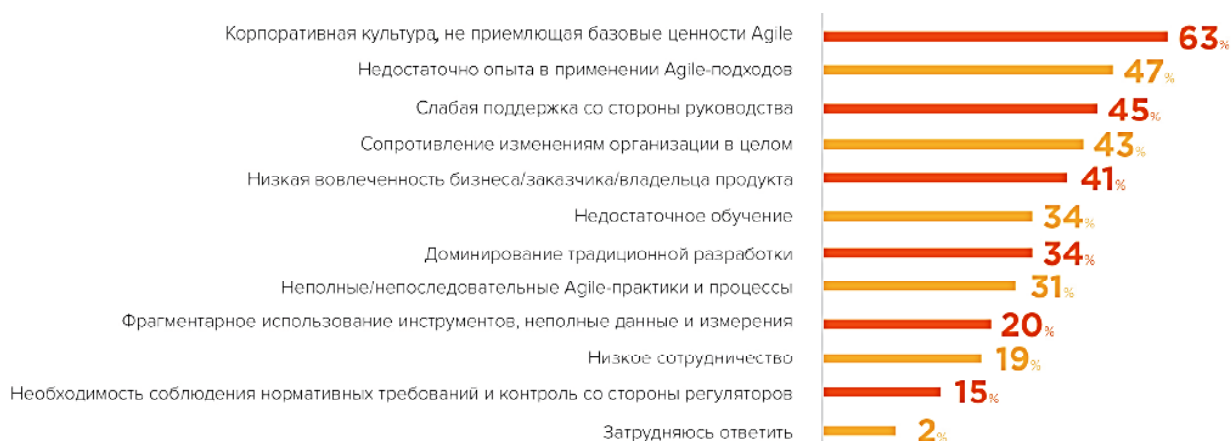 Корпоративная культура, не приемлющая базовые ценности Agile 63%
Недостаточно опыта в применении Agile-подходов 47%
Слабая поддержка со стороны руководства 45%
Сопротивление изменениям организации в целом 43%
Низкая вовлеченность бизнеса/заказчика/владельца продукта 41%
Недостаточное обучение 34%
Доминирование традиционной разработки 34%
Неполные/непоследовательные Agile-практики и процессы 31%
Фрагментарное использование инструментов, неполные данные и измерения 20%
Низкое сотрудничество 19%
Необходимость соблюдения нормативных требований и контроль со стороны регуляторов 15%
Затрудняюсь ответить 2%